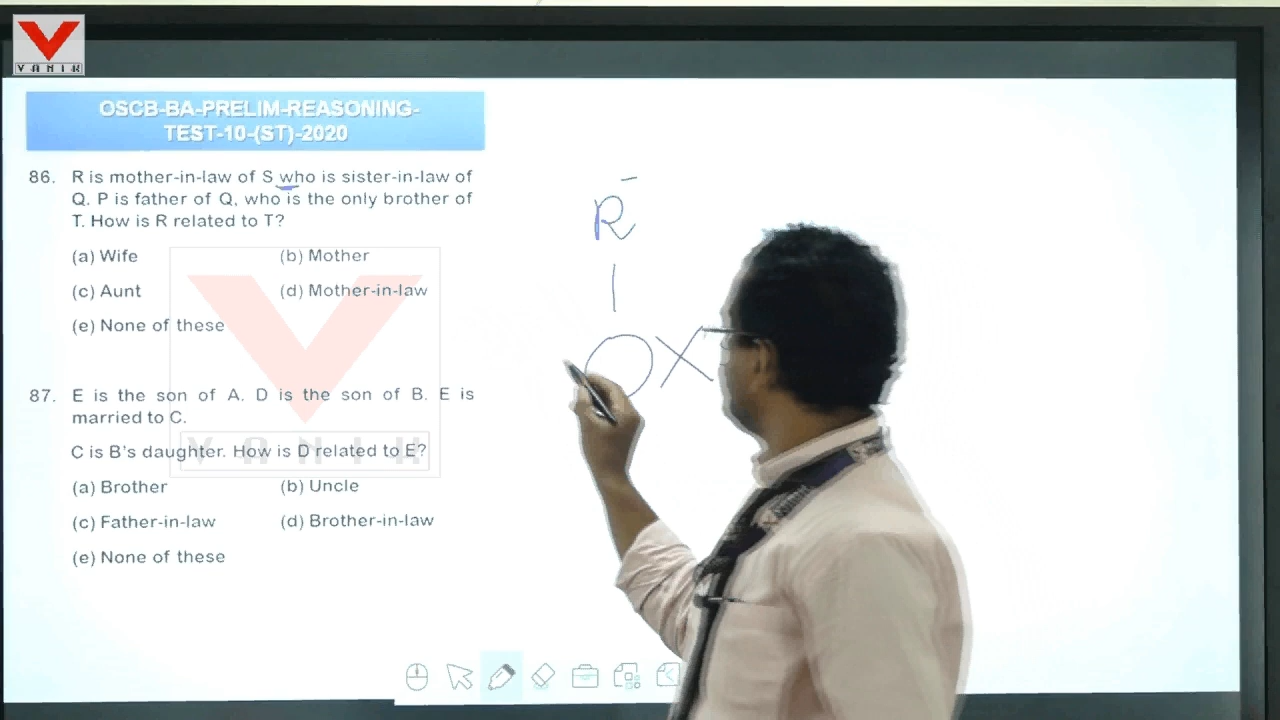 VANIK
OSCB-BA-PRELIM-REASONING-
TEST-10-(ST)-2020
86. R is mother-in-law of S who is sister-in-law of
Q. P is father of Q, who is the only brother of
T. How is R related to T?
(a) Wife (b) Mother
(c) Aunt (d) Mother-in-law
(e) None of these
87. E is the son of A. D is the son of B. E is
married to C.
C is B's daughter. How is D related to E?
(a) Brother (b) Uncle
(c) Father-in-law (d) Brother-in-law
(e) None of these
VANIK
R
X